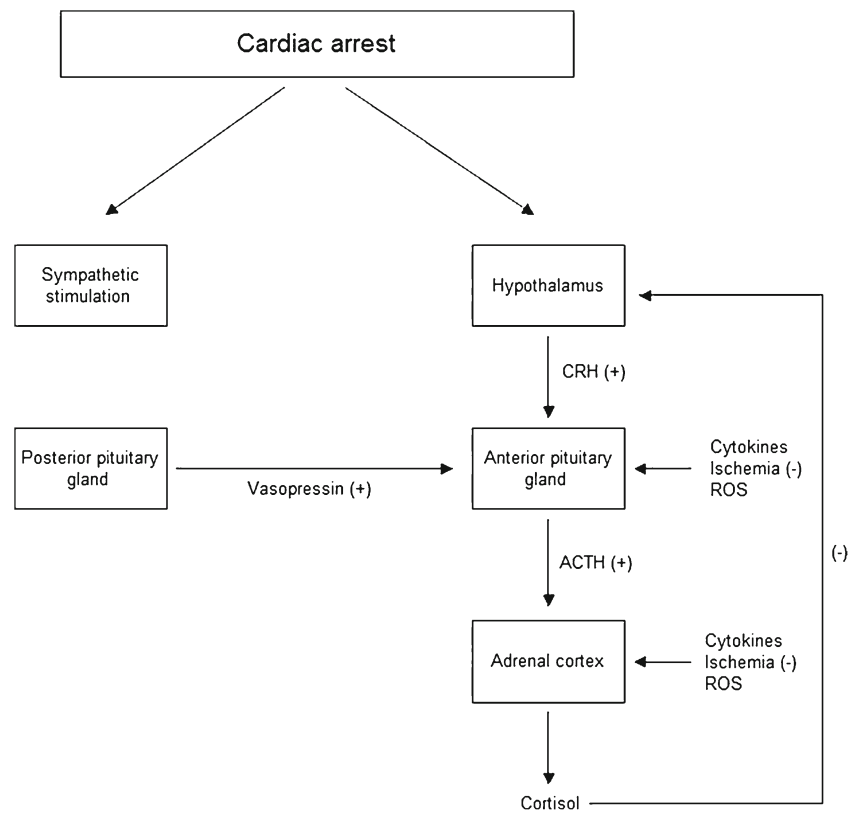 Cardiac arrest
Sympathetic
stimulation
Hypothalamus
CRH (+)
Posterior pituitary
gland
Vasopressin (+)
Anterior pituitary
gland
Cytokines
Ischemia (-)
ROS
(-)
ACTH (+)
Adrenal cortex
Cytokines
Ischemia (-)
ROS
Cortisol